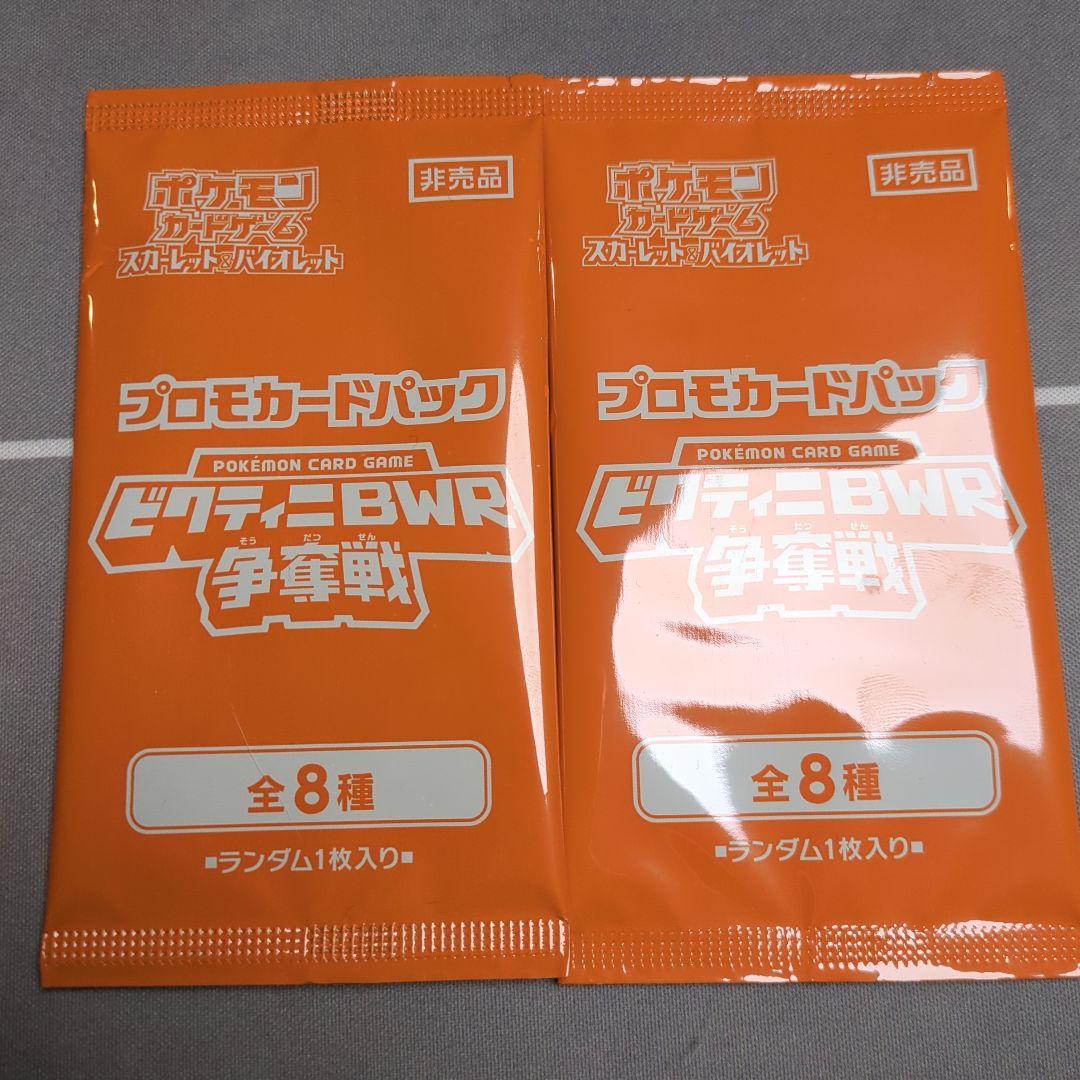 ポケモン
カードゲーム™
スカーレット&バイオレット
非売品
プロモカードパック
POKÉMON CARD GAME
ビクティニBWR
そう だつ せん
争奪戦
全8種
■ランダム1枚入り■
ポケモン
カードゲーム™
スカーレット&バイオレット
非売品
プロモカードパック
POKÉMON CARD GAME
ビクティニBWR
そう だつ せん
争奪戦
全8種
■ランダム1枚入り■